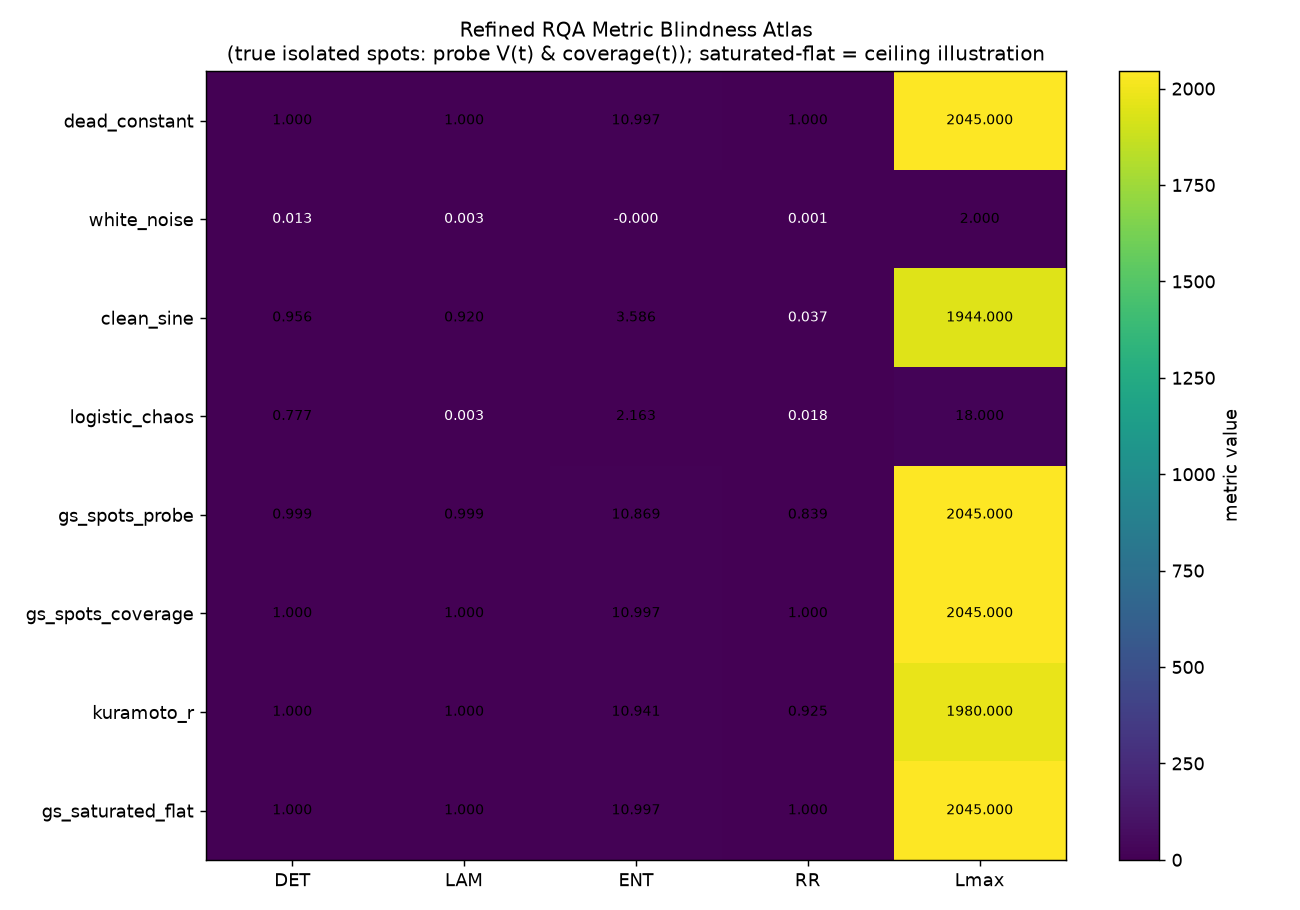 Refined RQA Metric Blindness Atlas
(true isolated spots: probe V(t) & coverage(t)); saturated-flat = ceiling illustration
dead_constant 1.000 1.000 10.997 1.000 2045.000
white_noise 0.013 0.003 -0.000 0.001 2.000
clean_sine 0.956 0.920 3.586 0.037 1944.000
logistic_chaos 0.777 0.003 2.163 0.018 18.000
gs_spots_probe 0.999 0.999 10.869 0.839 2045.000
gs_spots_coverage 1.000 1.000 10.997 1.000 2045.000
kuramoto_r 1.000 1.000 10.941 0.925 1980.000
gs_saturated_flat 1.000 1.000 10.997 1.000 2045.000
DET LAM ENT RR Lmax
2000
1750
1500
1250
1000
750
500
250
0
metric value